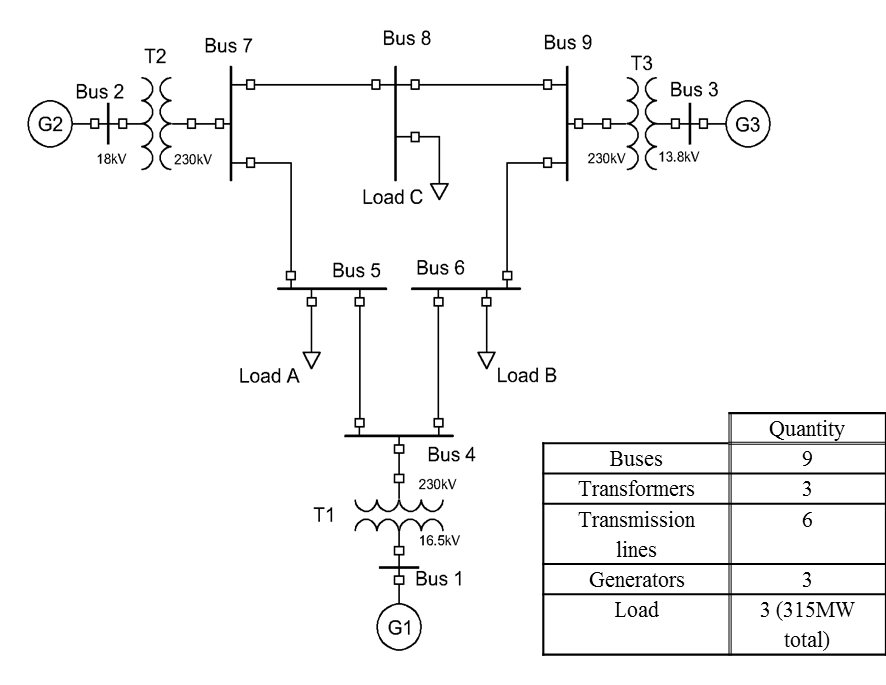 Bus 7
Bus 8
Bus 9
T2
T3
Bus 2
Bus 3
G2
G3
18kV
230kV
230kV
13.8kV
Load C
Bus 5
Bus 6
Load A
Load B
Bus 4
230kV
T1
16.5kV
Bus 1
G1
Quantity
Buses 9
Transformers 3
Transmission 6
lines
Generators 3
Load 3 (315MW
total)